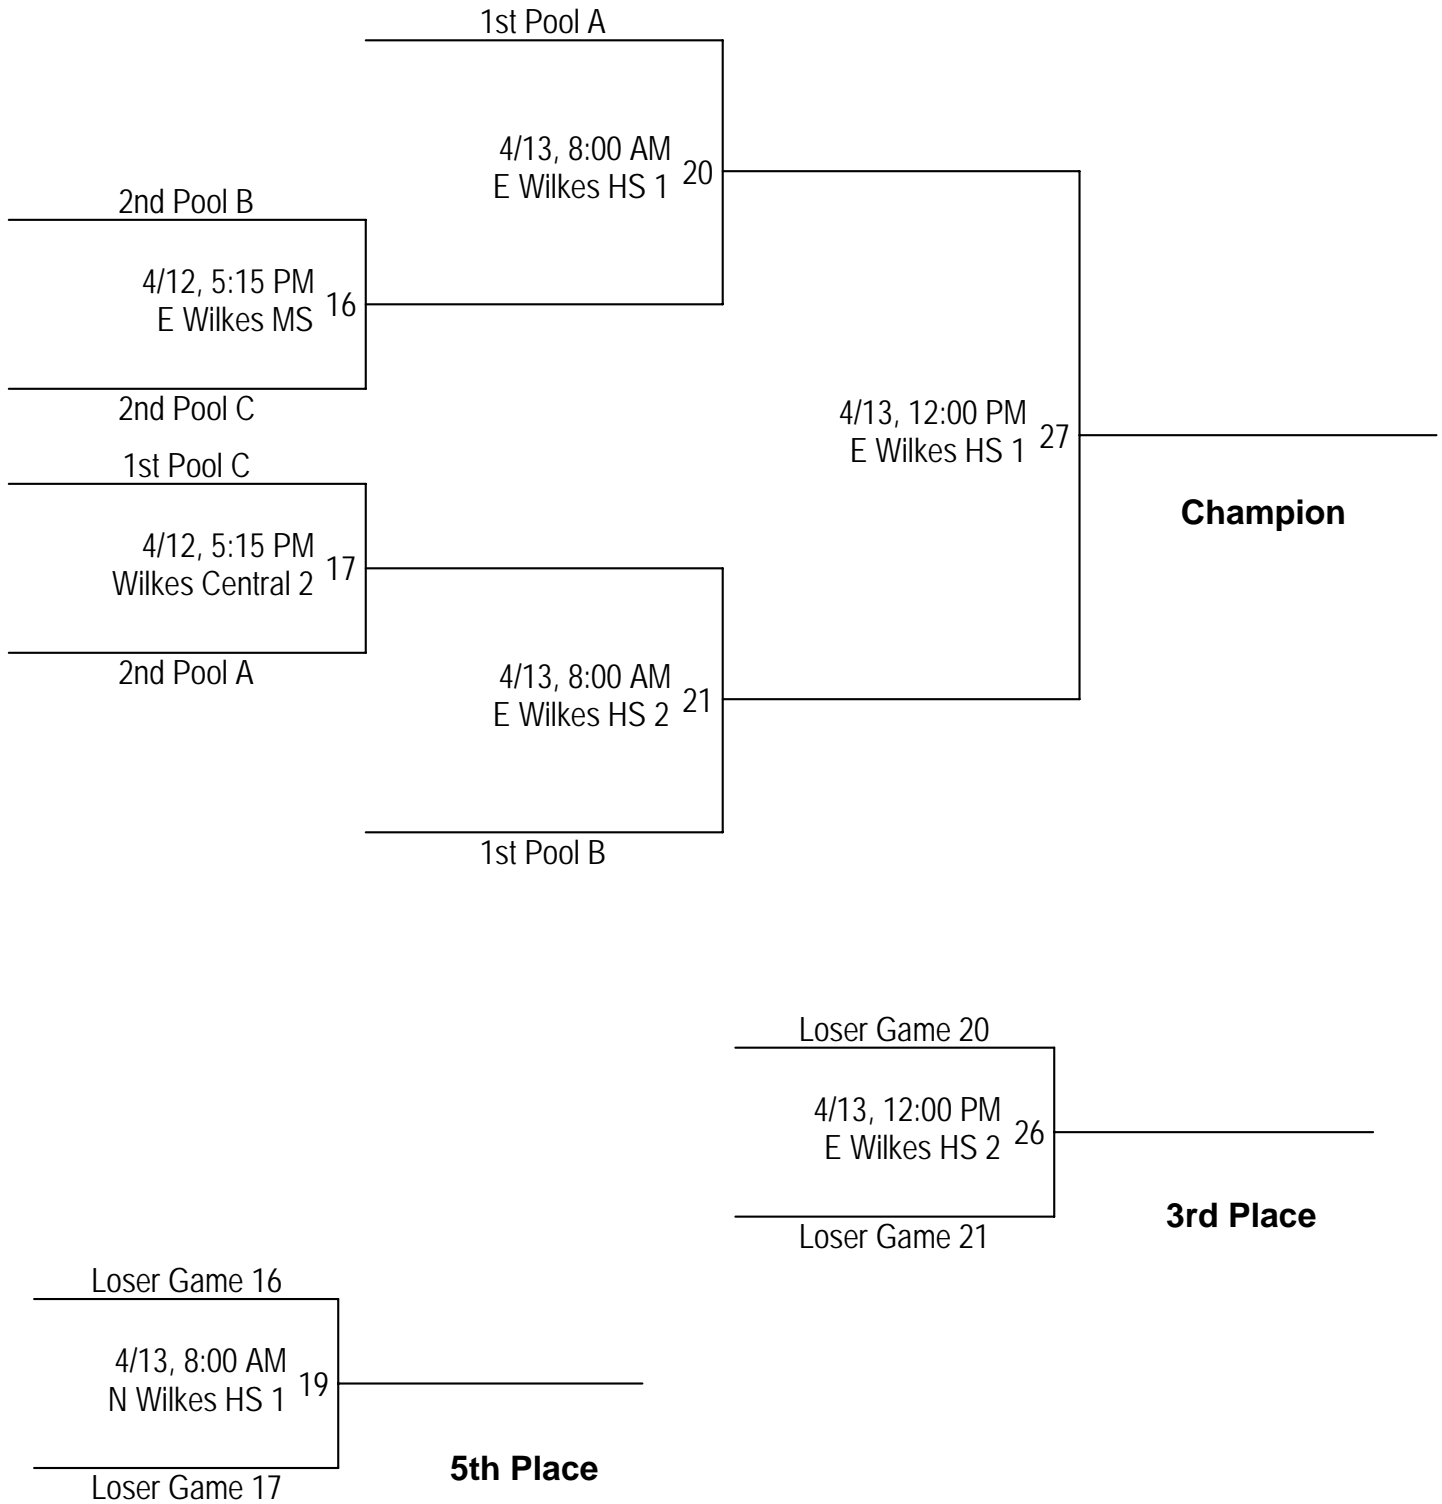 1st Pool A
4/13, 8:00 AM
E Wilkes HS 1
20
2nd Pool B
4/12, 5:15 PM
E Wilkes MS
16
2nd Pool C
1st Pool C
4/12, 5:15 PM
Wilkes Central 2
17
2nd Pool A
4/13, 8:00 AM
E Wilkes HS 2
21
1st Pool B
4/13, 12:00 PM
E Wilkes HS 1
27
Champion
Loser Game 20
4/13, 12:00 PM
E Wilkes HS 2
26
Loser Game 21
3rd Place
Loser Game 16
4/13, 8:00 AM
N Wilkes HS 1
19
Loser Game 17
5th Place